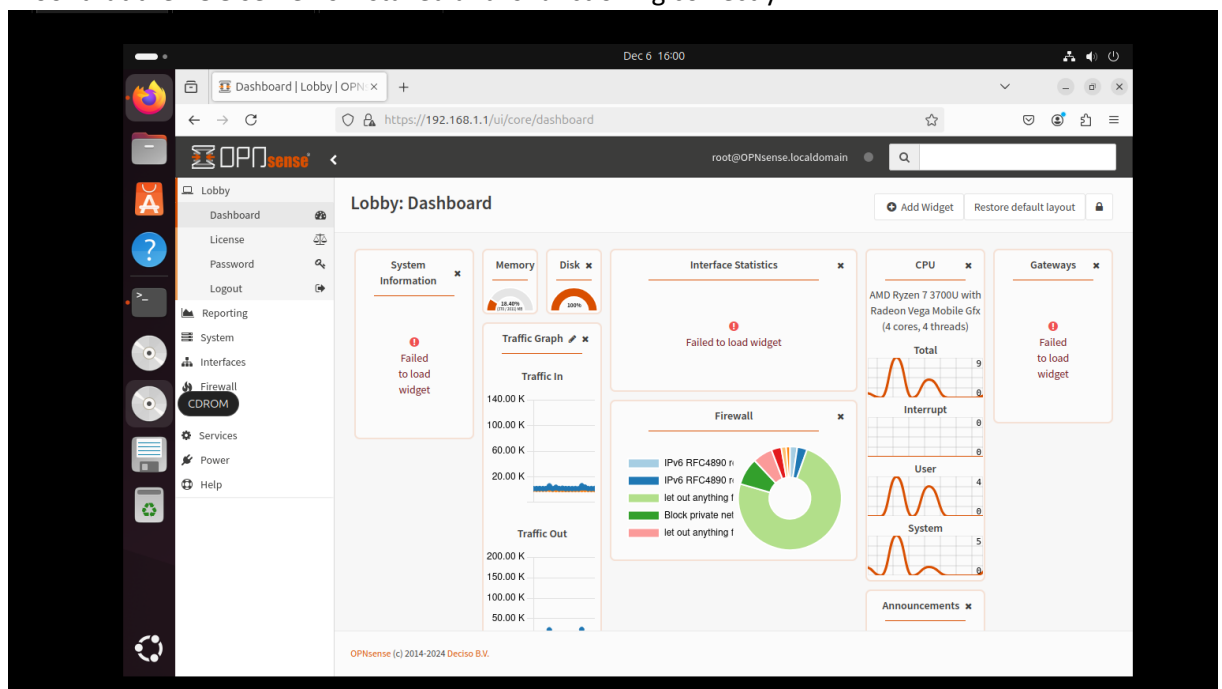 Dec 6 16:00
Dashboard | Lobby | OPN
https://192.168.1.1/ui/core/dashboard
OPNsense
root@OPNsense.localdomain
Lobby
Dashboard
License
Password
Logout
Reporting
System
Interfaces
Firewall
CDROM
Services
Power
Help
Lobby: Dashboard
Add Widget
Restore default layout
System
Information
Failed
to load
widget
Memory
18.40%
Disk
100%
Traffic Graph
Traffic In
140.00 K
100.00 K
60.00 K
20.00 K
Traffic Out
200.00 K
150.00 K
100.00 K
50.00 K
Interface Statistics
Failed to load widget
Firewall
IPv6 RFC4890 r
IPv6 RFC4890 r
let out anything f
Block private net
let out anything f
CPU
AMD Ryzen 7 3700U with
Radeon Vega Mobile Gfx
(4 cores, 4 threads)
Total
9
0
Interrupt
0
0
User
4
0
System
5
0
Announcements
Gateways
Failed
to load
widget
OPNsense (c) 2014-2024 Deciso B.V.